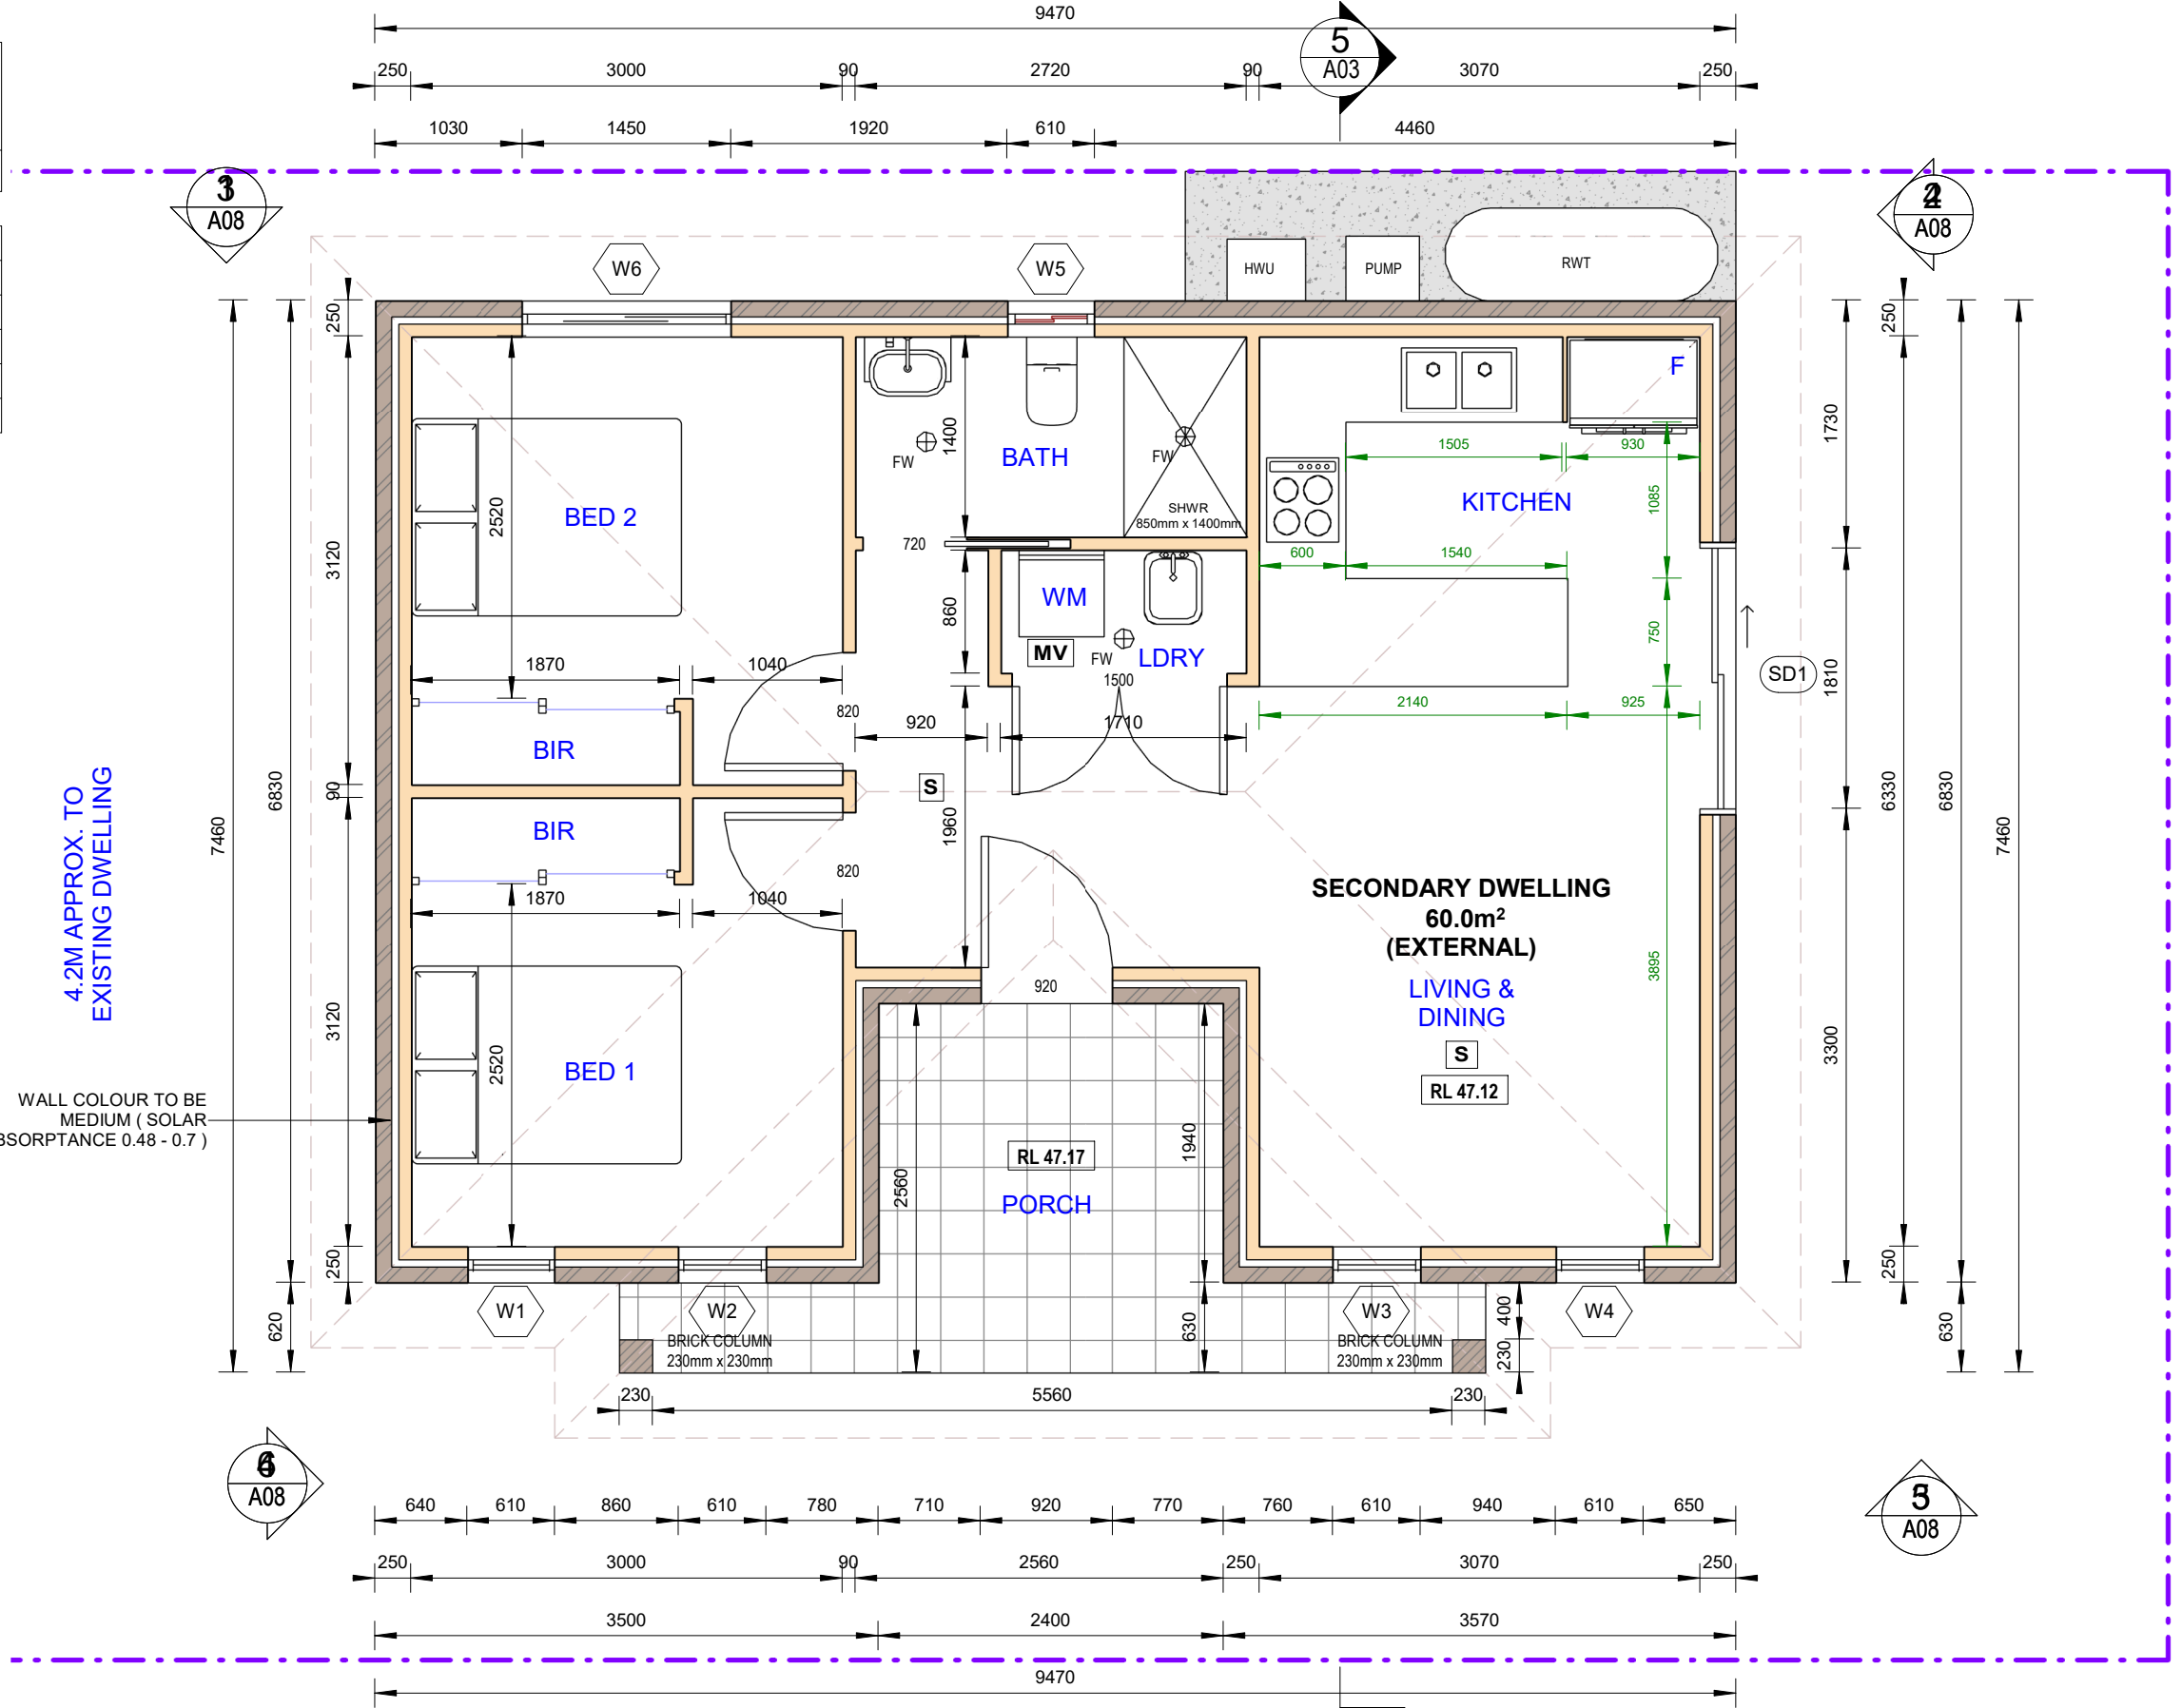 9470
250 3000 90 2720 90 3070 250
5
A03
1030 1450 1920 610 4460
A08
A08
W6
W5
HWU
PUMP
RWT
250
3120
90
3120
250
620
6830
7460
4.2M APPROX. TO
EXISTING DWELLING
WALL COLOUR TO BE
MEDIUM ( SOLAR
BSORPTANCE 0.48 - 0.7 )
BED 2
2520
1870
1040
BIR
820
BIR
820
1870
1040
BED 1
2520
FW
1400
BATH
FW
SHWR
850mm x 1400mm
720
860
WM
MV
FW
LDRY
1500
920
1710
S
1960
F
1505
930
KITCHEN
1085
600
1540
750
2140
925
3895
SECONDARY DWELLING
60.0m²
(EXTERNAL)
LIVING &
DINING
S
RL 47.12
920
2560
1940
RL 47.17
PORCH
630
SD1
1730
1810
3300
250
6330
250
6830
630
7460
W1
W2
W3
W4
BRICK COLUMN
230mm x 230mm
BRICK COLUMN
230mm x 230mm
400
230
230 5560 230
A08
A08
640 610 860 610 780 710 920 770 760 610 940 610 650
250 3000 90 2560 250 3070 250
3500 2400 3570
9470